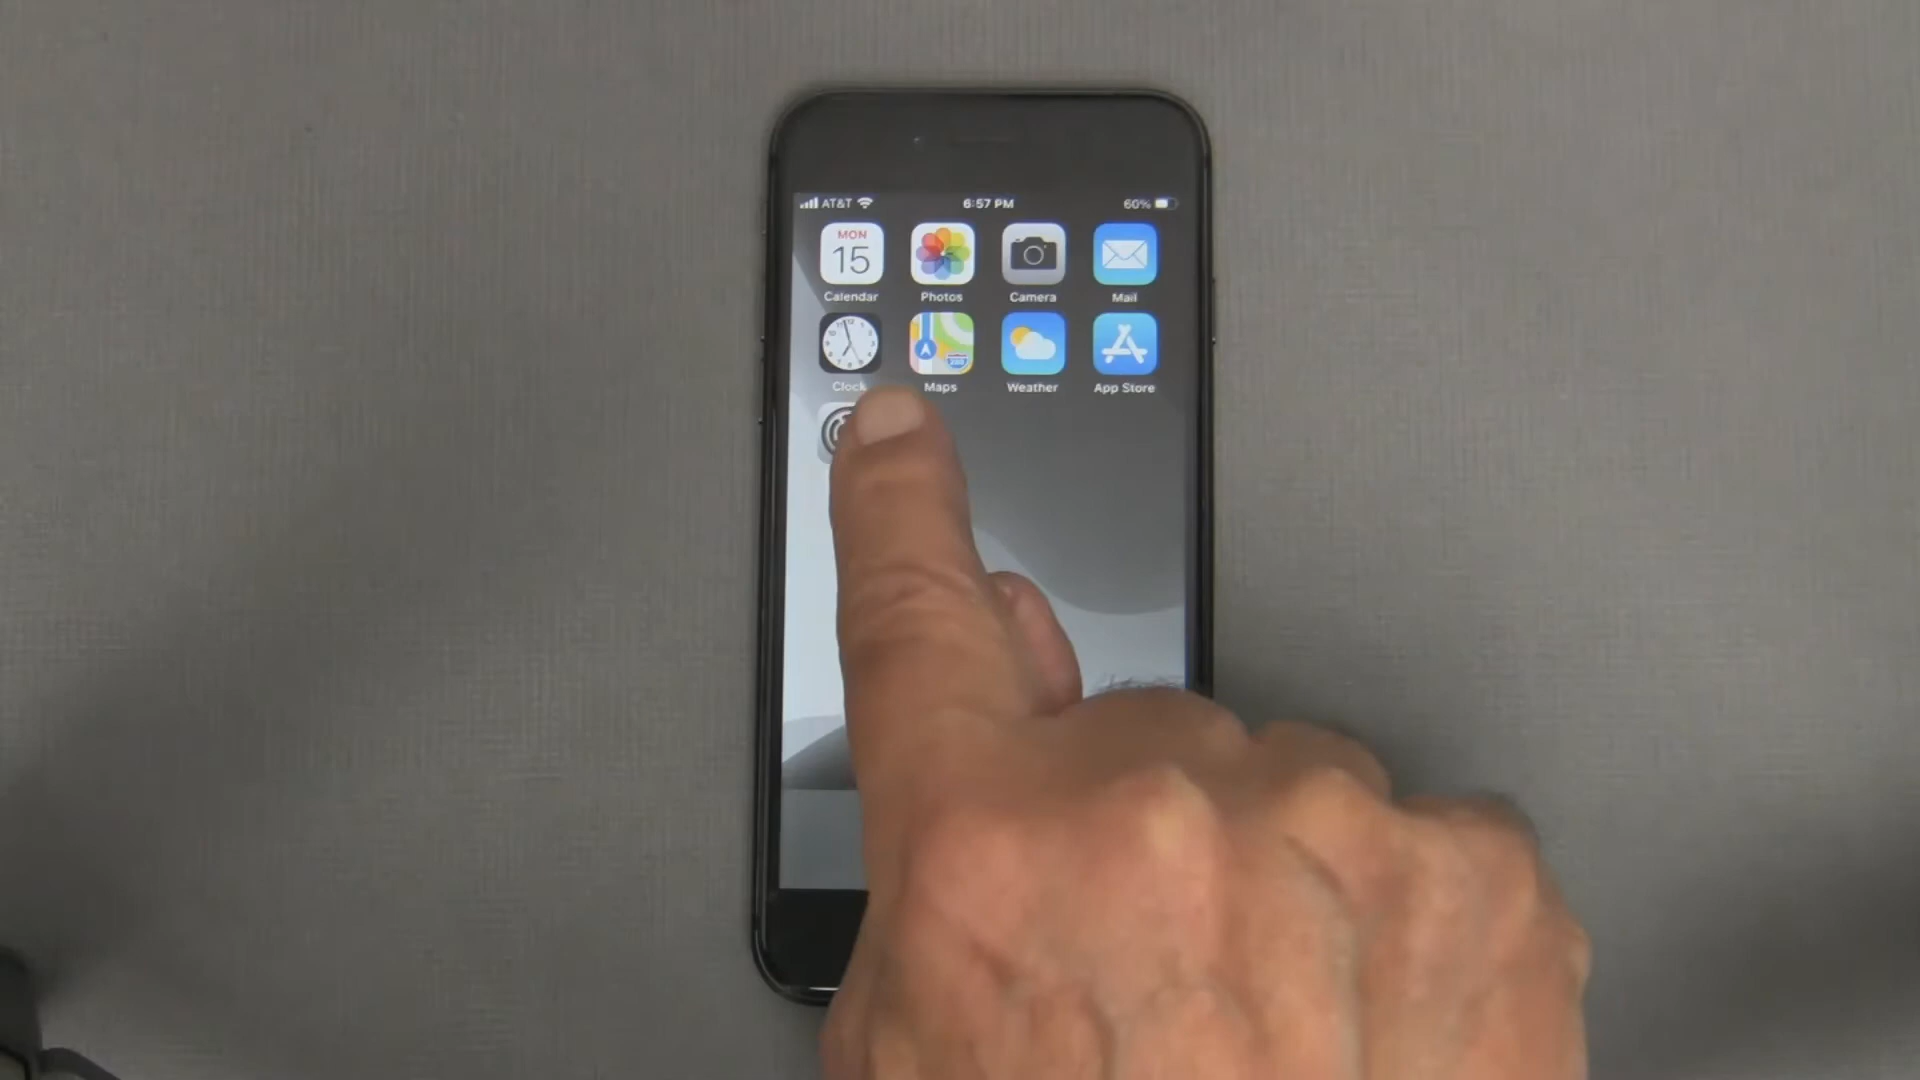 AT&T 6:57 PM 60%
MON
15
Calendar Photos Camera Mail
Clock Maps Weather App Store